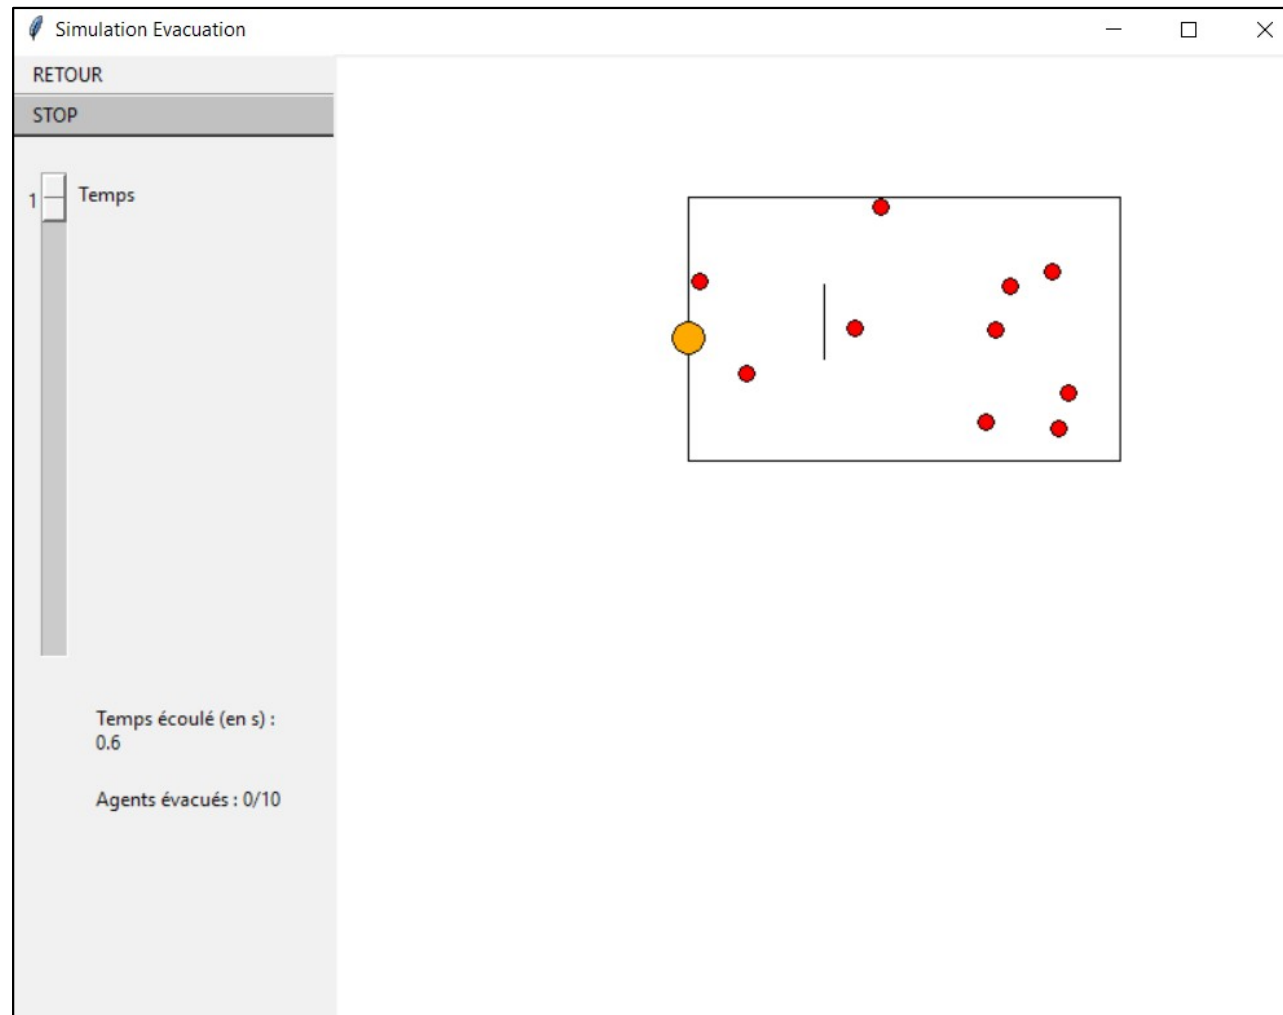 Simulation Evacuation
RETOUR
STOP
1 Temps
Temps écoulé (en s) :
0.6
Agents évacués : 0/10